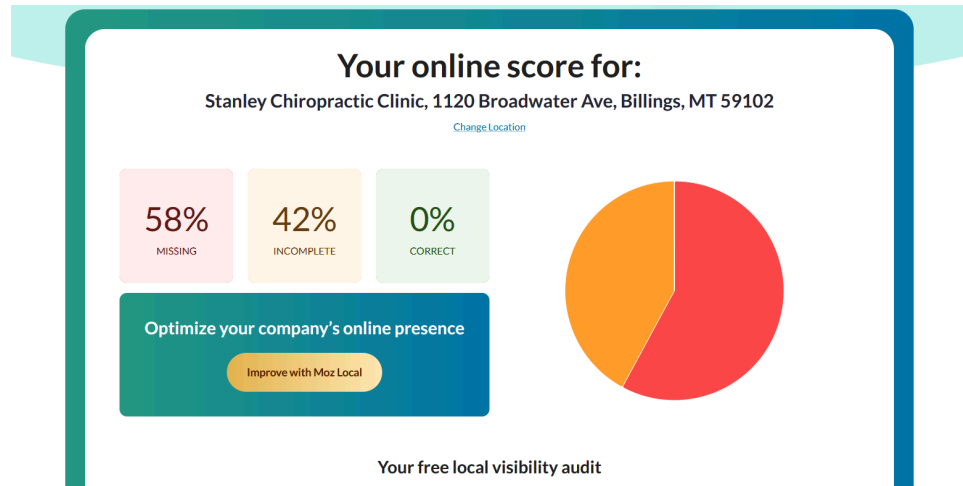 Your online score for:
Stanley Chiropractic Clinic, 1120 Broadwater Ave, Billings, MT 59102
Change Location
58%
MISSING
42%
INCOMPLETE
0%
CORRECT
Optimize your company’s online presence
Improve with Moz Local
Your free local visibility audit